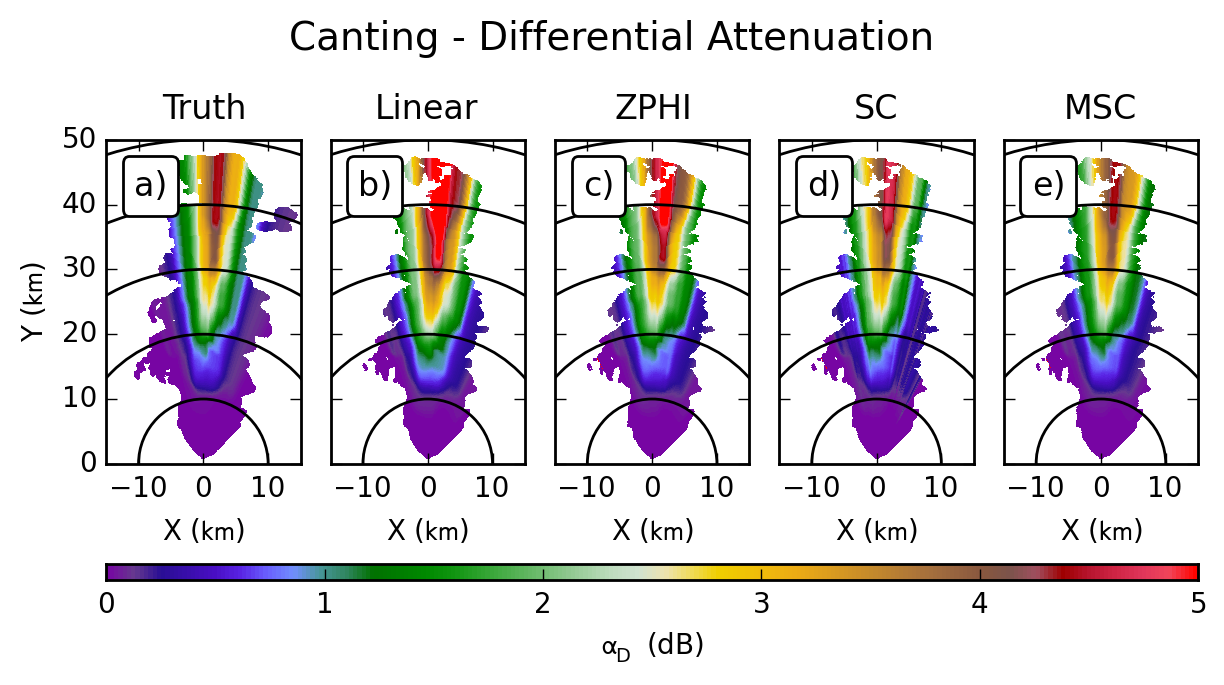 Canting - Differential Attenuation
Truth Linear ZPHI SC MSC
a) b) c) d) e)
50
40
30
20
10
0
Y (km)
−10 0 10 −10 0 10 −10 0 10 −10 0 10 −10 0 10
X (km) X (km) X (km) X (km) X (km)
0 1 2 3 4 5
α_D (dB)